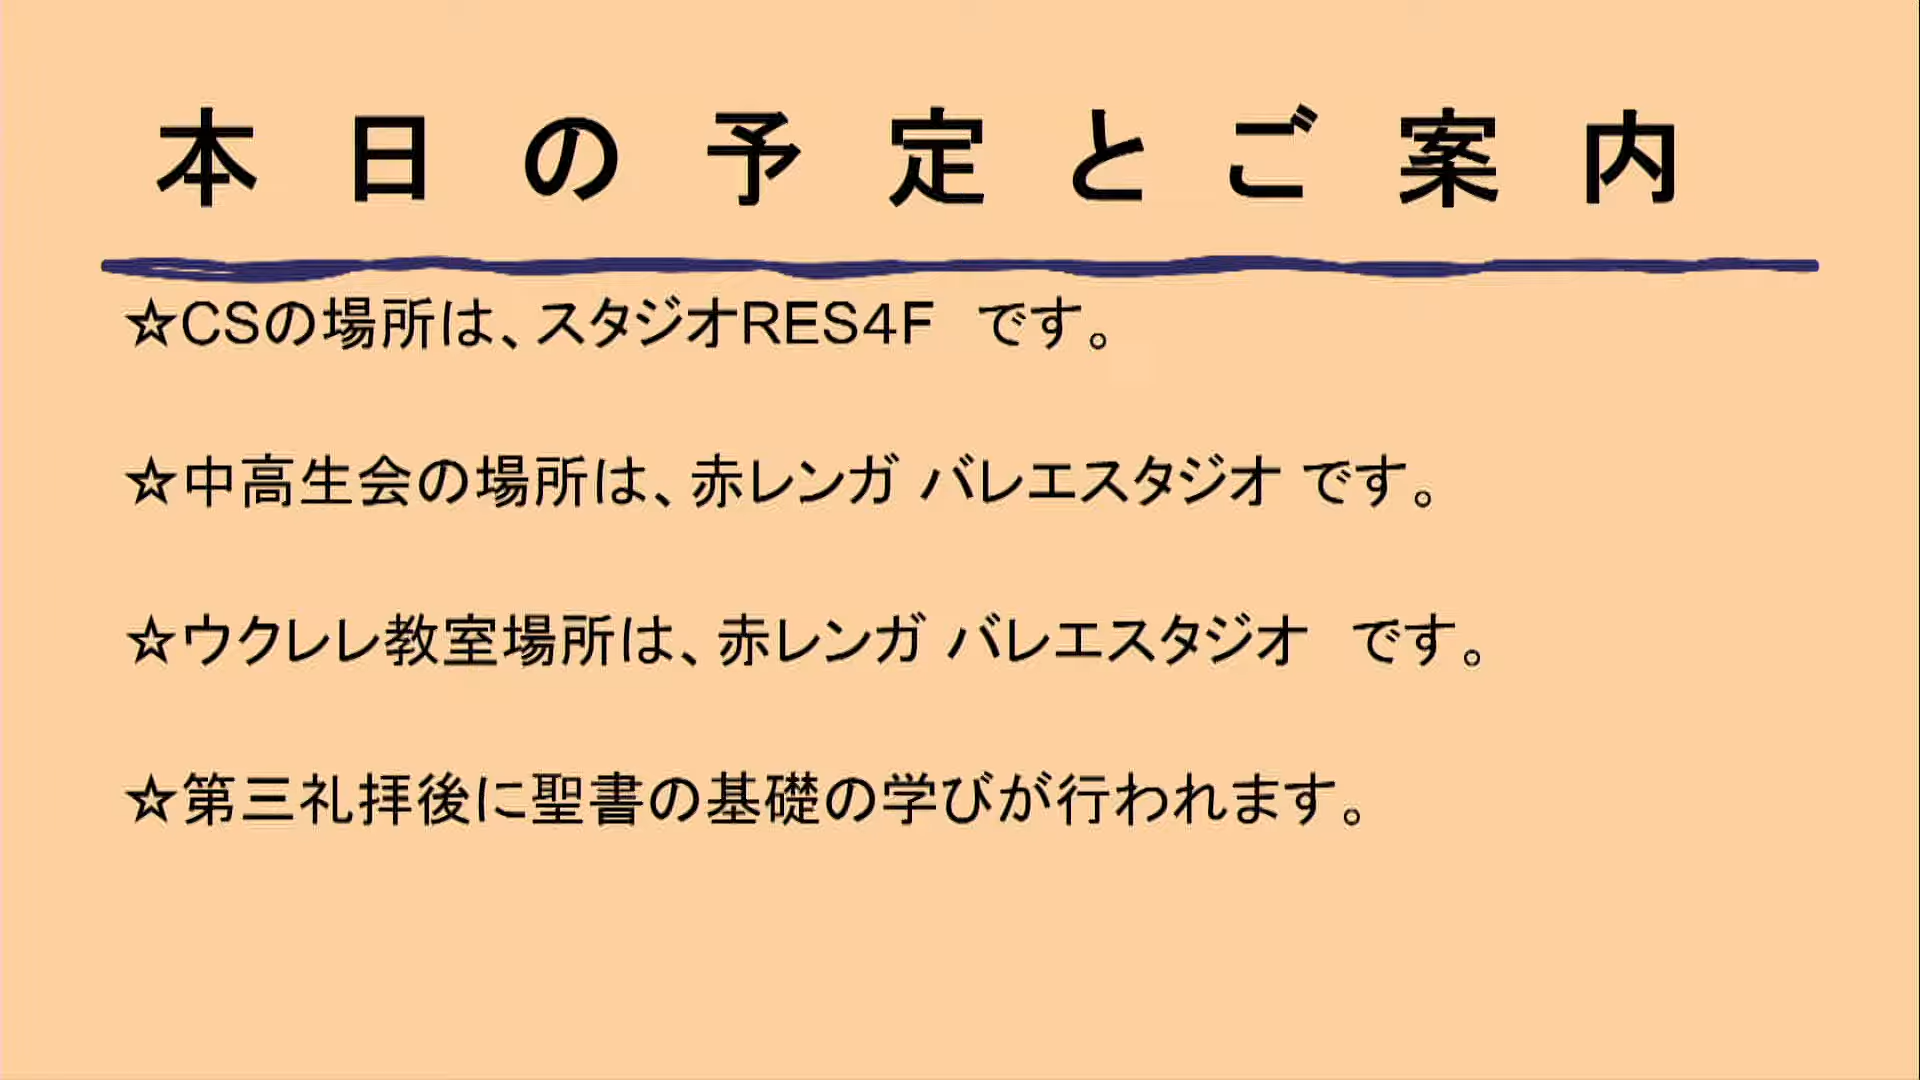 本日の予定とご案内
☆CSの場所は、スタジオRES4F　です。
☆中高生会の場所は、赤レンガ バレエスタジオ です。
☆ウクレレ教室場所は、赤レンガ バレエスタジオ　です。
☆第三礼拝後に聖書の基礎の学びが行われます。